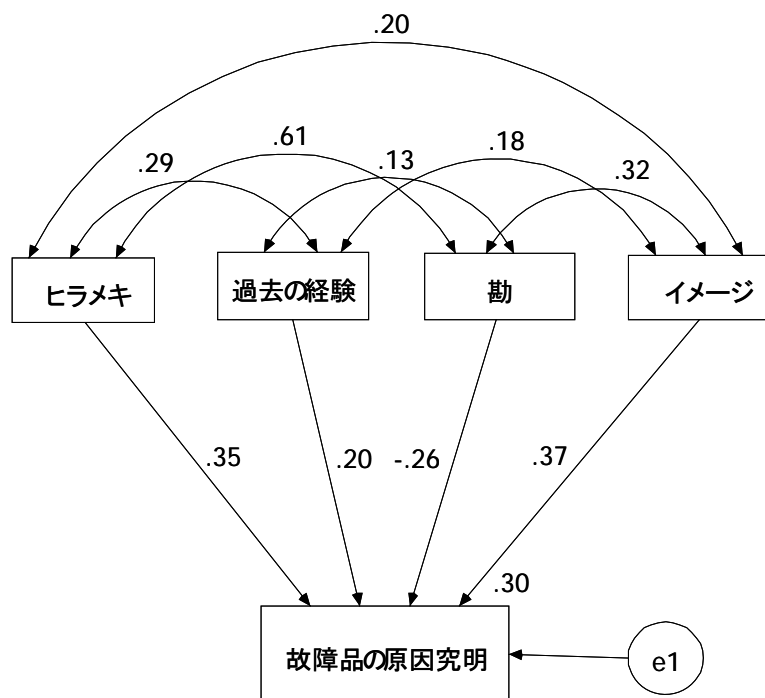 .20
.61
.18
.29
.13
.32
ヒラメキ
過去の経験
勘
イメージ
.35
.20
-.26
.37
.30
故障品の原因究明
e1